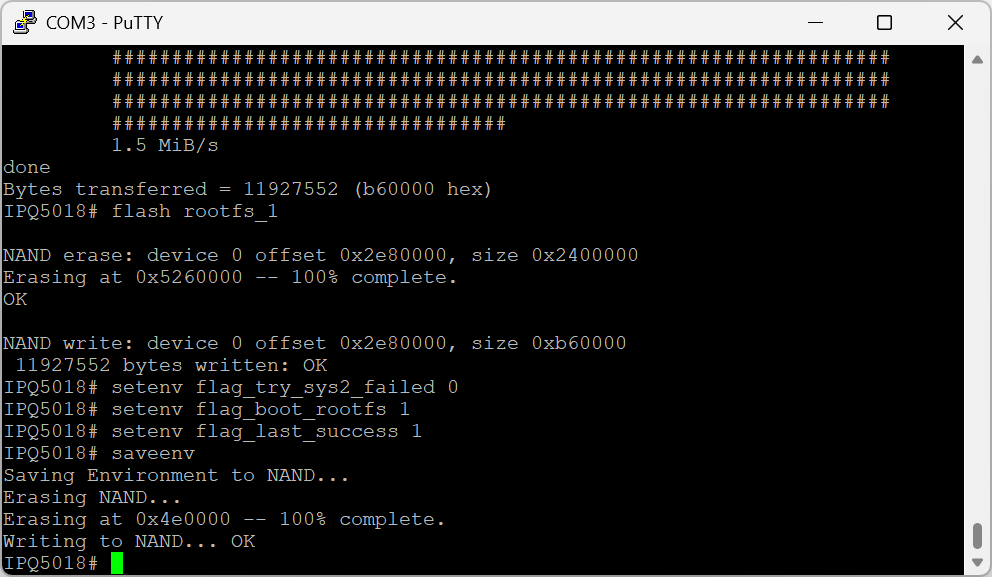 COM3 - PuTTY
#################################################################
#################################################################
#################################################################
#################################
1.5 MiB/s
done
Bytes transferred = 11927552 (b60000 hex)
IPQ5018# flash rootfs_1
NAND erase: device 0 offset 0x2e80000, size 0x2400000
Erasing at 0x5260000 -- 100% complete.
OK
NAND write: device 0 offset 0x2e80000, size 0xb60000
11927552 bytes written: OK
IPQ5018# setenv flag_try_sys2_failed 0
IPQ5018# setenv flag_boot_rootfs 1
IPQ5018# setenv flag_last_success 1
IPQ5018# saveenv
Saving Environment to NAND...
Erasing NAND...
Erasing at 0x4e0000 -- 100% complete.
Writing to NAND... OK
IPQ5018#